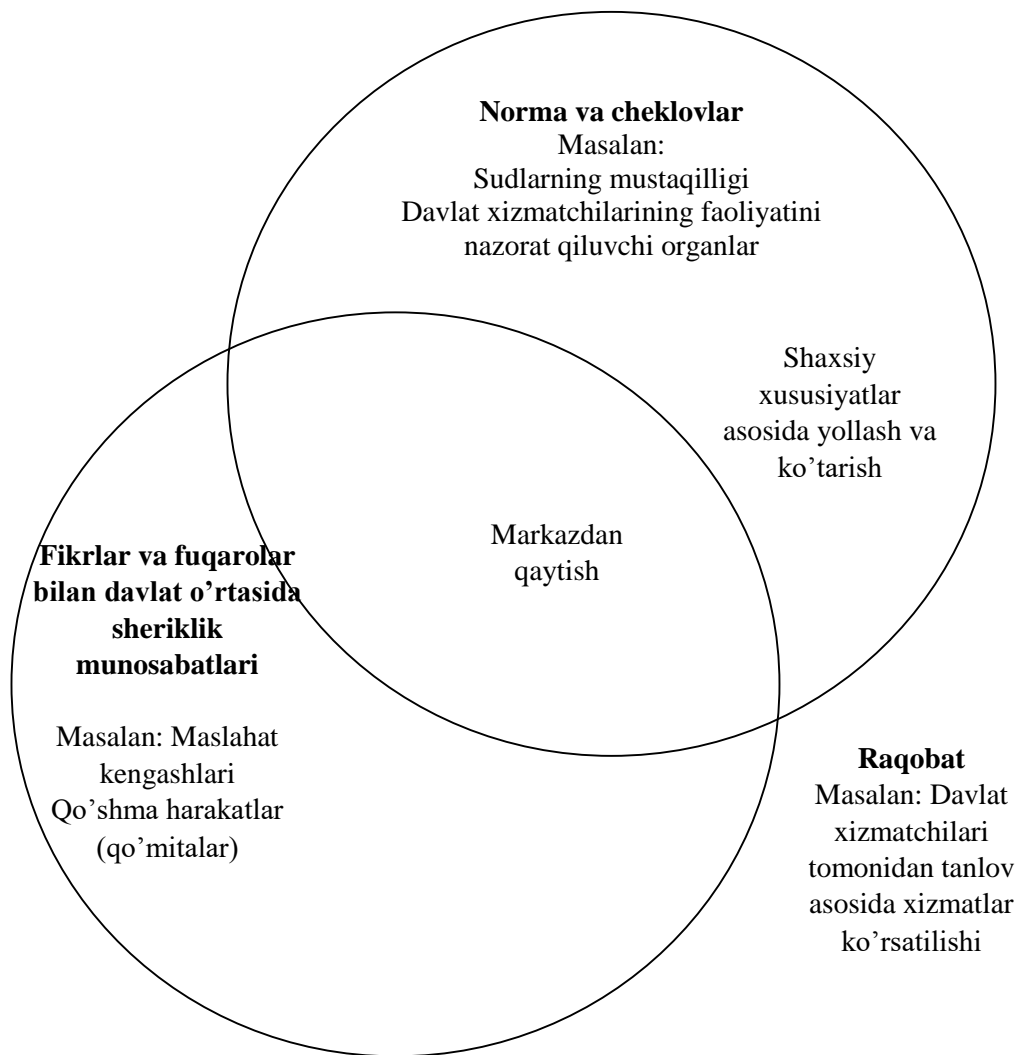 Norma va cheklovlar
Masalan:
Sudlarning mustaqilligi
Davlat xizmatchilarining faoliyatini
nazorat qiluvchi organlar
Shaxsiy
xususiyatlar
asosida yollash va
ko’tarish
Markazdan
qaytish
Fikrlar va fuqarolar
bilan davlat o’rtasida
sheriklik
munosabatlari
Masalan: Maslahat
kengashlari
Qo’shma harakatlar
(qo’mitalar)
Raqobat
Masalan: Davlat
xizmatchilari
tomonidan tanlov
asosida xizmatlar
ko’rsatilishi